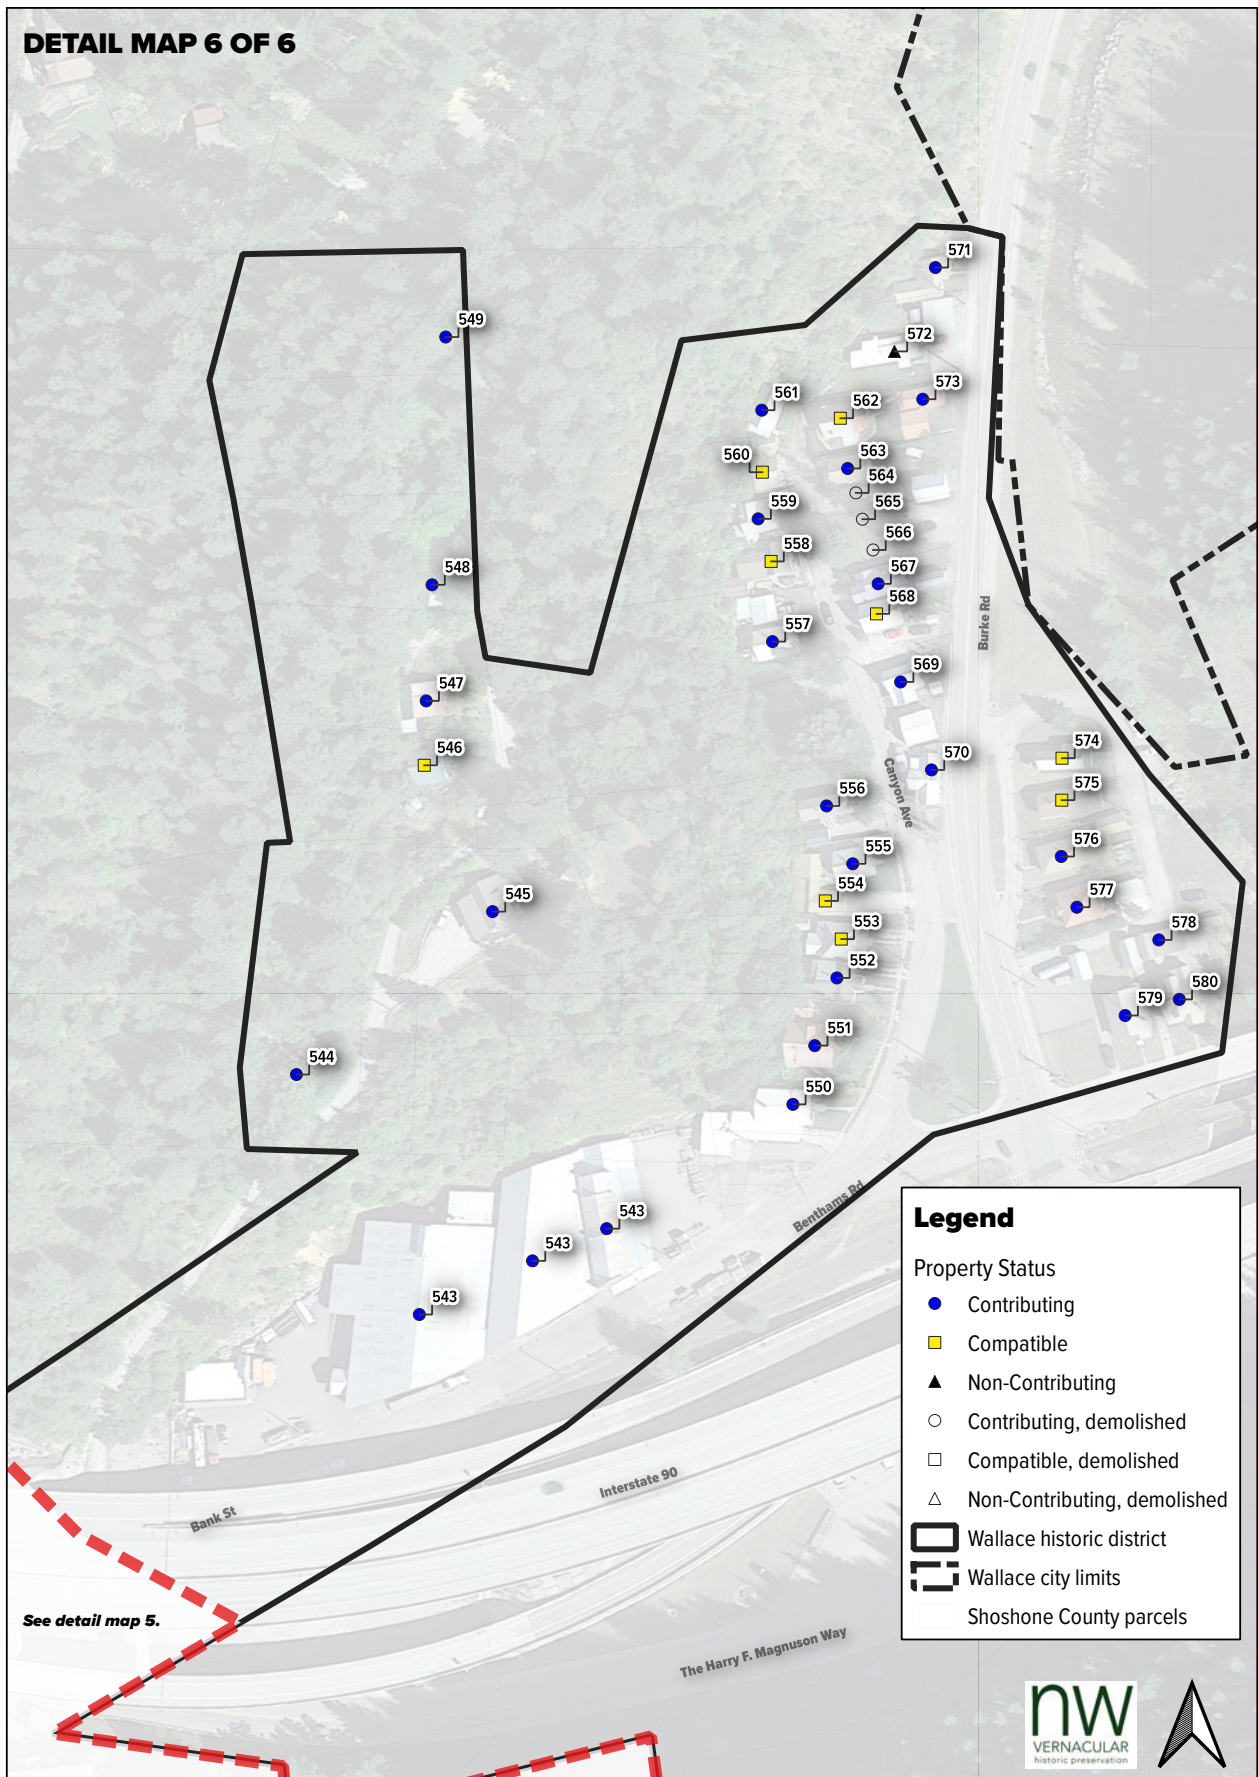 DETAIL MAP 6 OF 6
571
549
572
573
561
562
560
563
564
559
565
558
566
548
567
568
Burke Rd
557
569
547
546
574
570
Canyon Ave
575
556
576
555
554
545
577
553
578
552
580
579
551
544
550
Benthams Rd
543
543
543
Legend
Property Status
Contributing
Compatible
Non-Contributing
Contributing, demolished
Compatible, demolished
Non-Contributing, demolished
Wallace historic district
Wallace city limits
Shoshone County parcels
Interstate 90
Bank St
See detail map 5.
The Harry F. Magnuson Way
nw
VERNACULAR
historic preservation